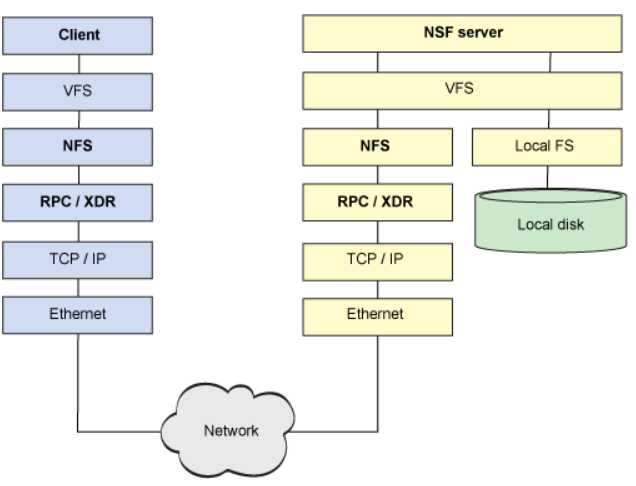 Client
VFS
NFS
RPC / XDR
TCP / IP
Ethernet
NSF server
VFS
NFS
Local FS
RPC / XDR
Local disk
TCP / IP
Ethernet
Network